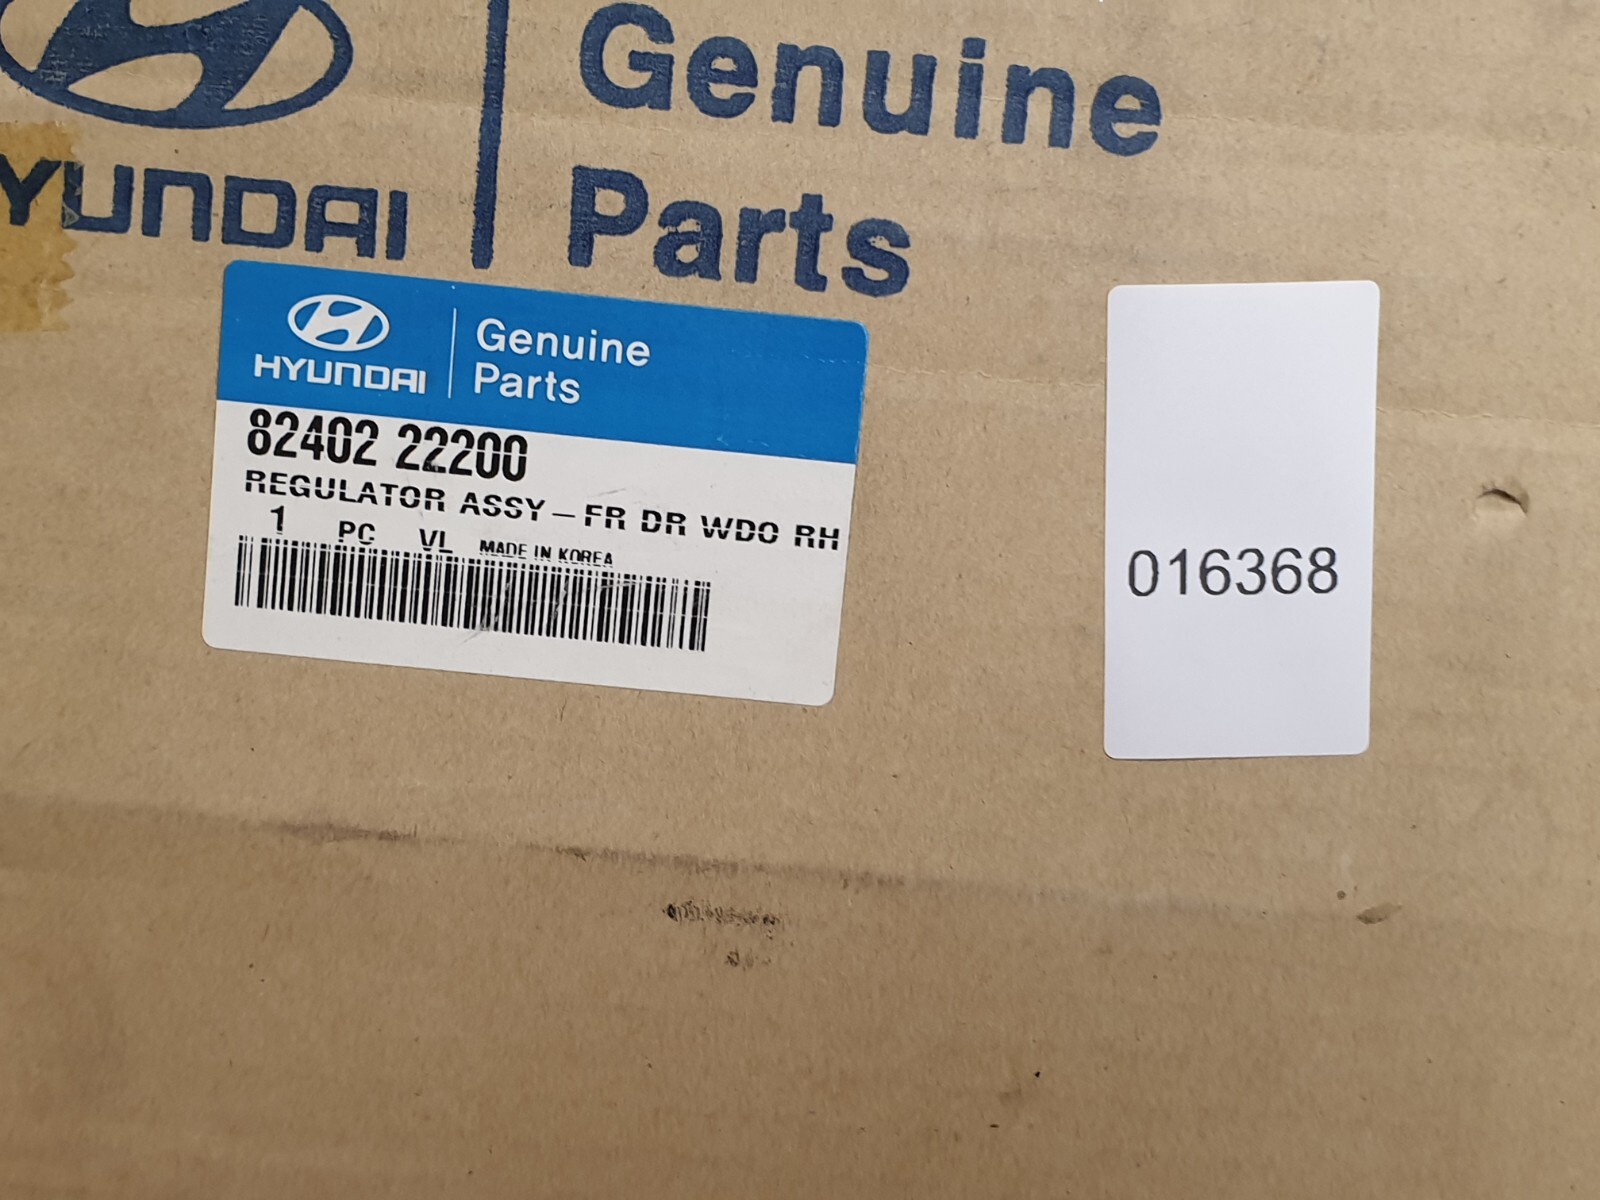 Genuine
HYUNDAI
Parts
HYUNDAI
Genuine
Parts
82402 22200
REGULATOR ASSY-FR DR WDO RH
1 PC VL MADE IN KOREA
016368